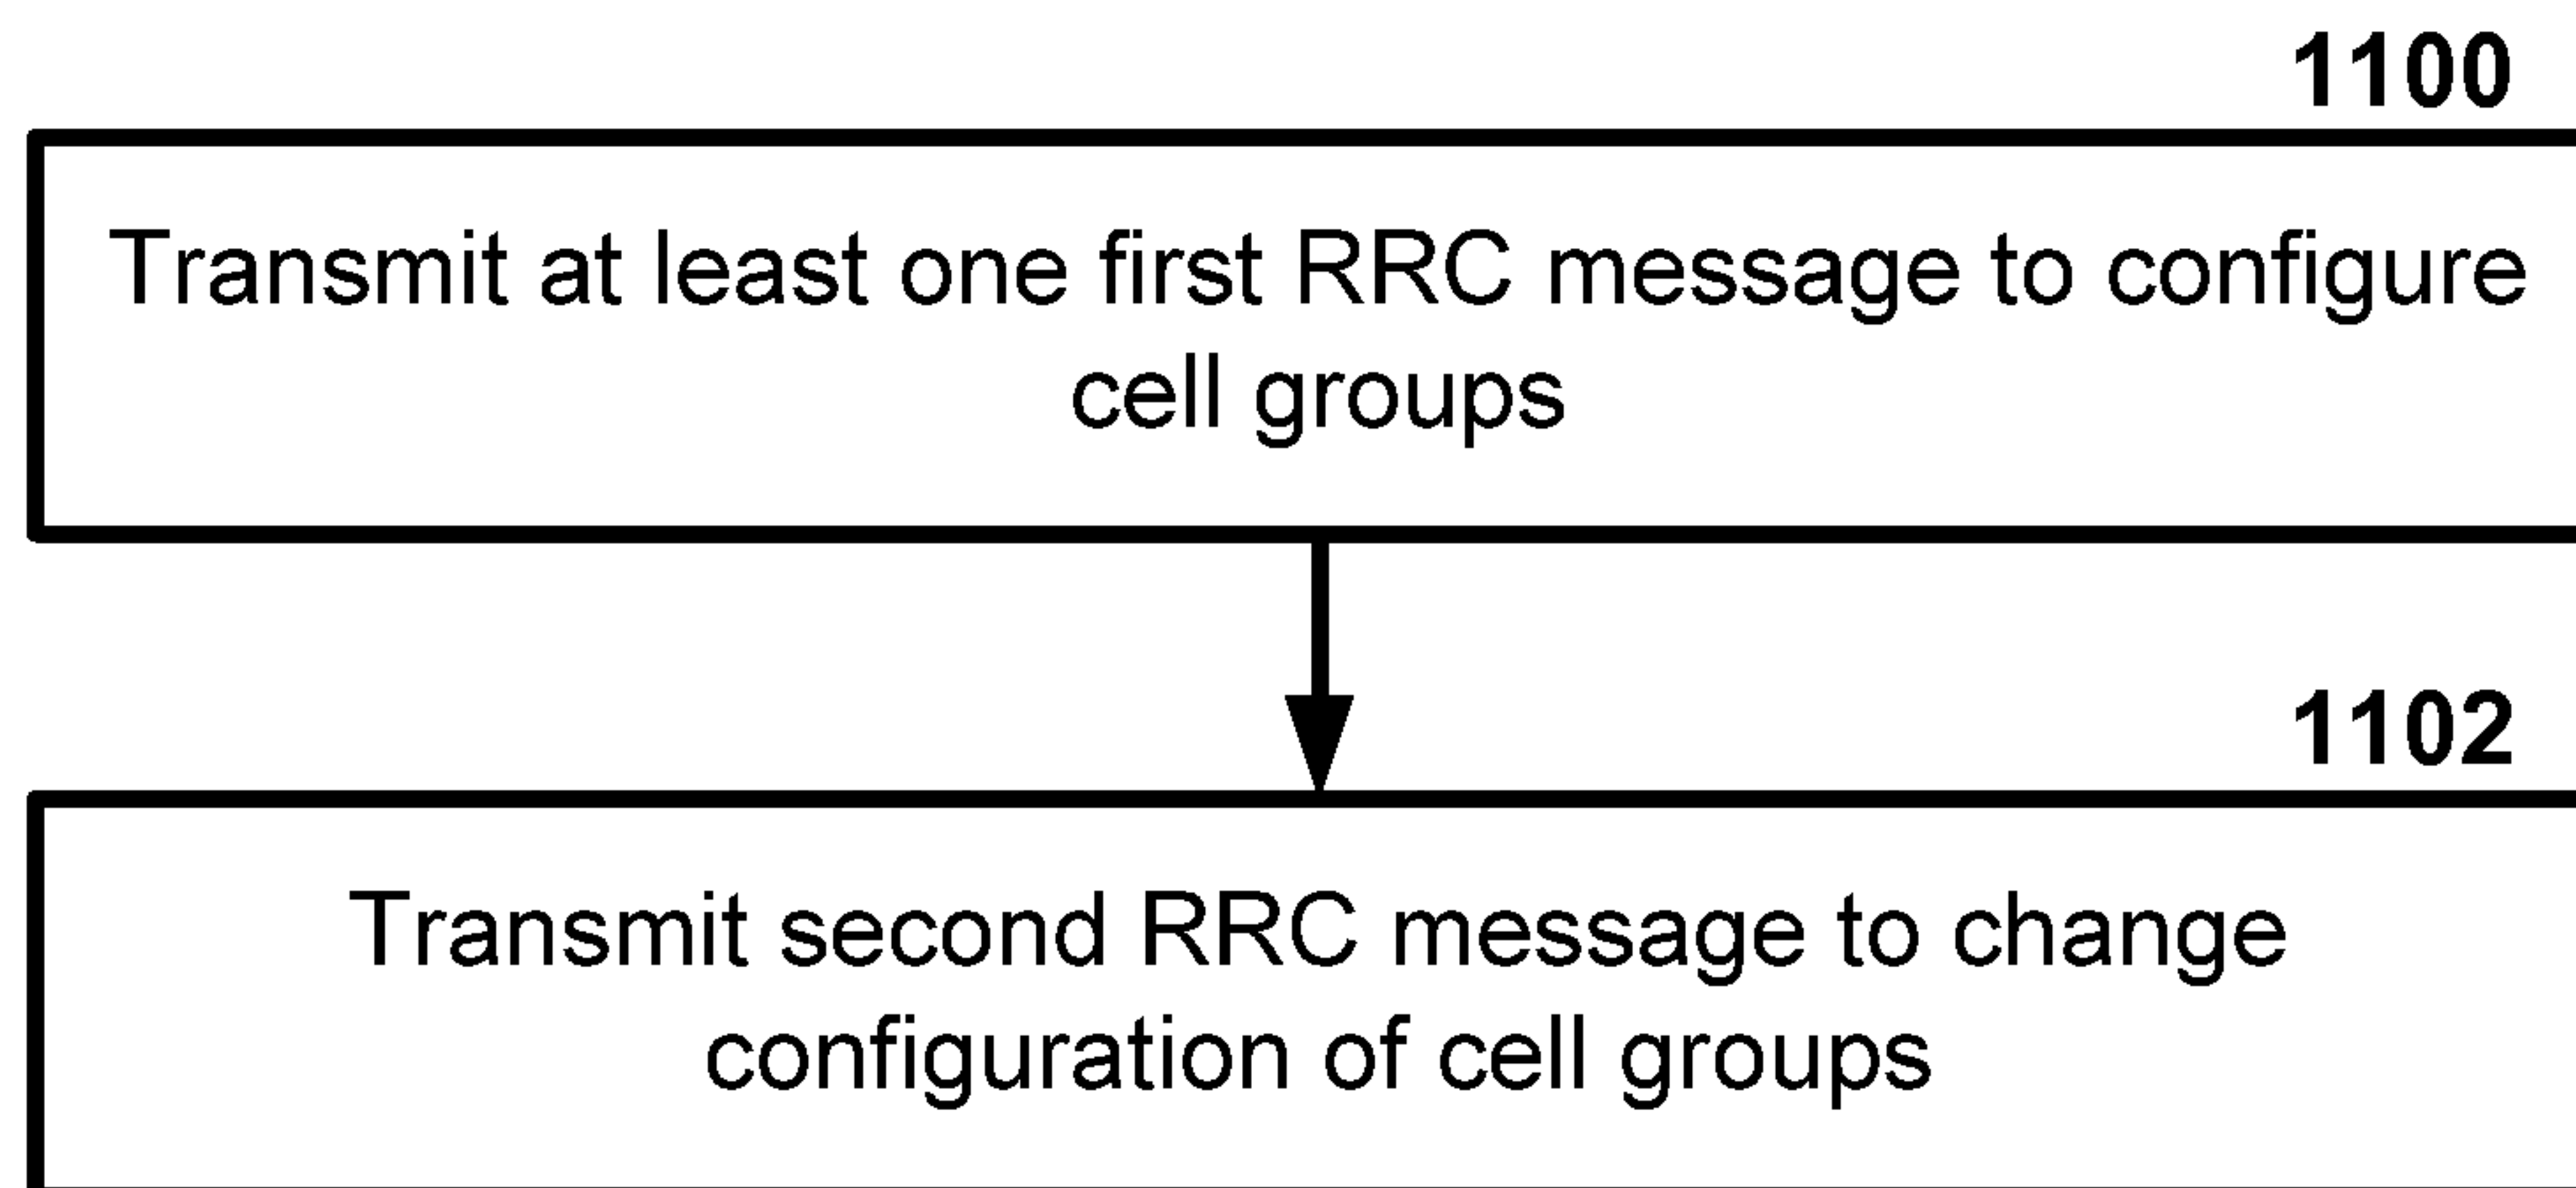 1100
Transmit at least one first RRC message to configure
cell groups
1102
Transmit second RRC message to change
configuration of cell groups